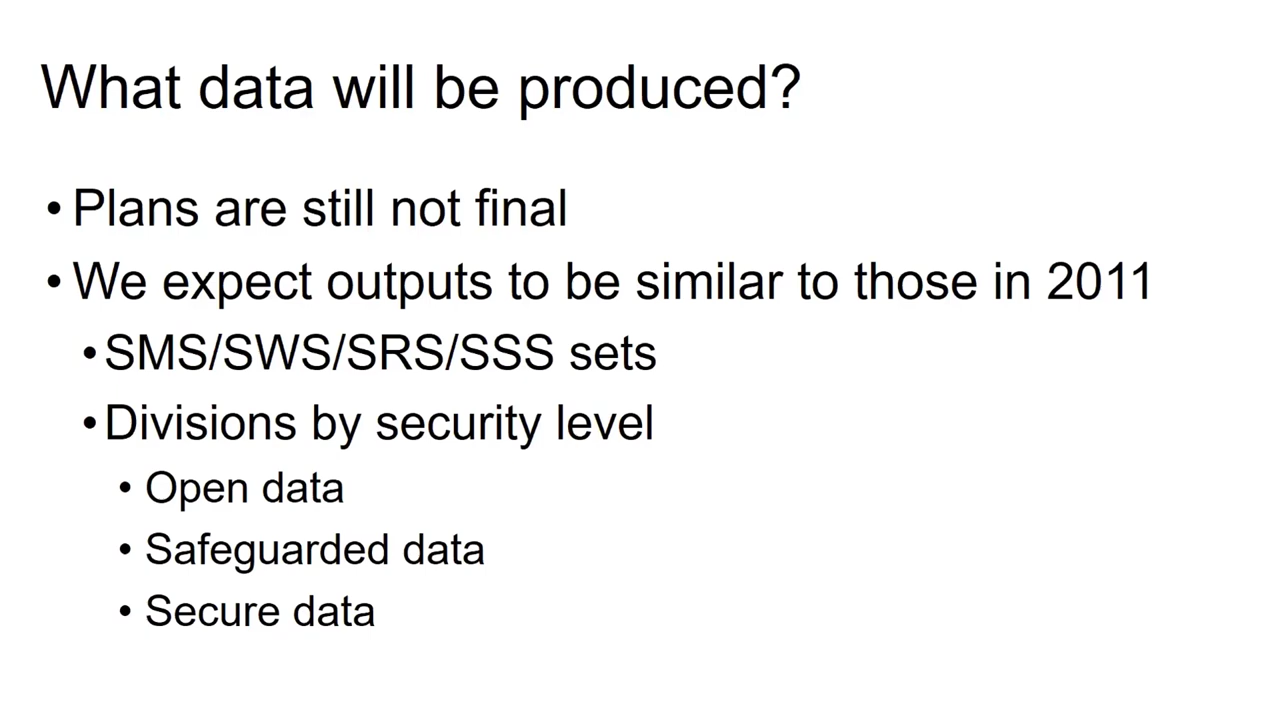 What data will be produced?
• Plans are still not final
• We expect outputs to be similar to those in 2011
• SMS/SWS/SRS/SSS sets
• Divisions by security level
• Open data
• Safeguarded data
• Secure data